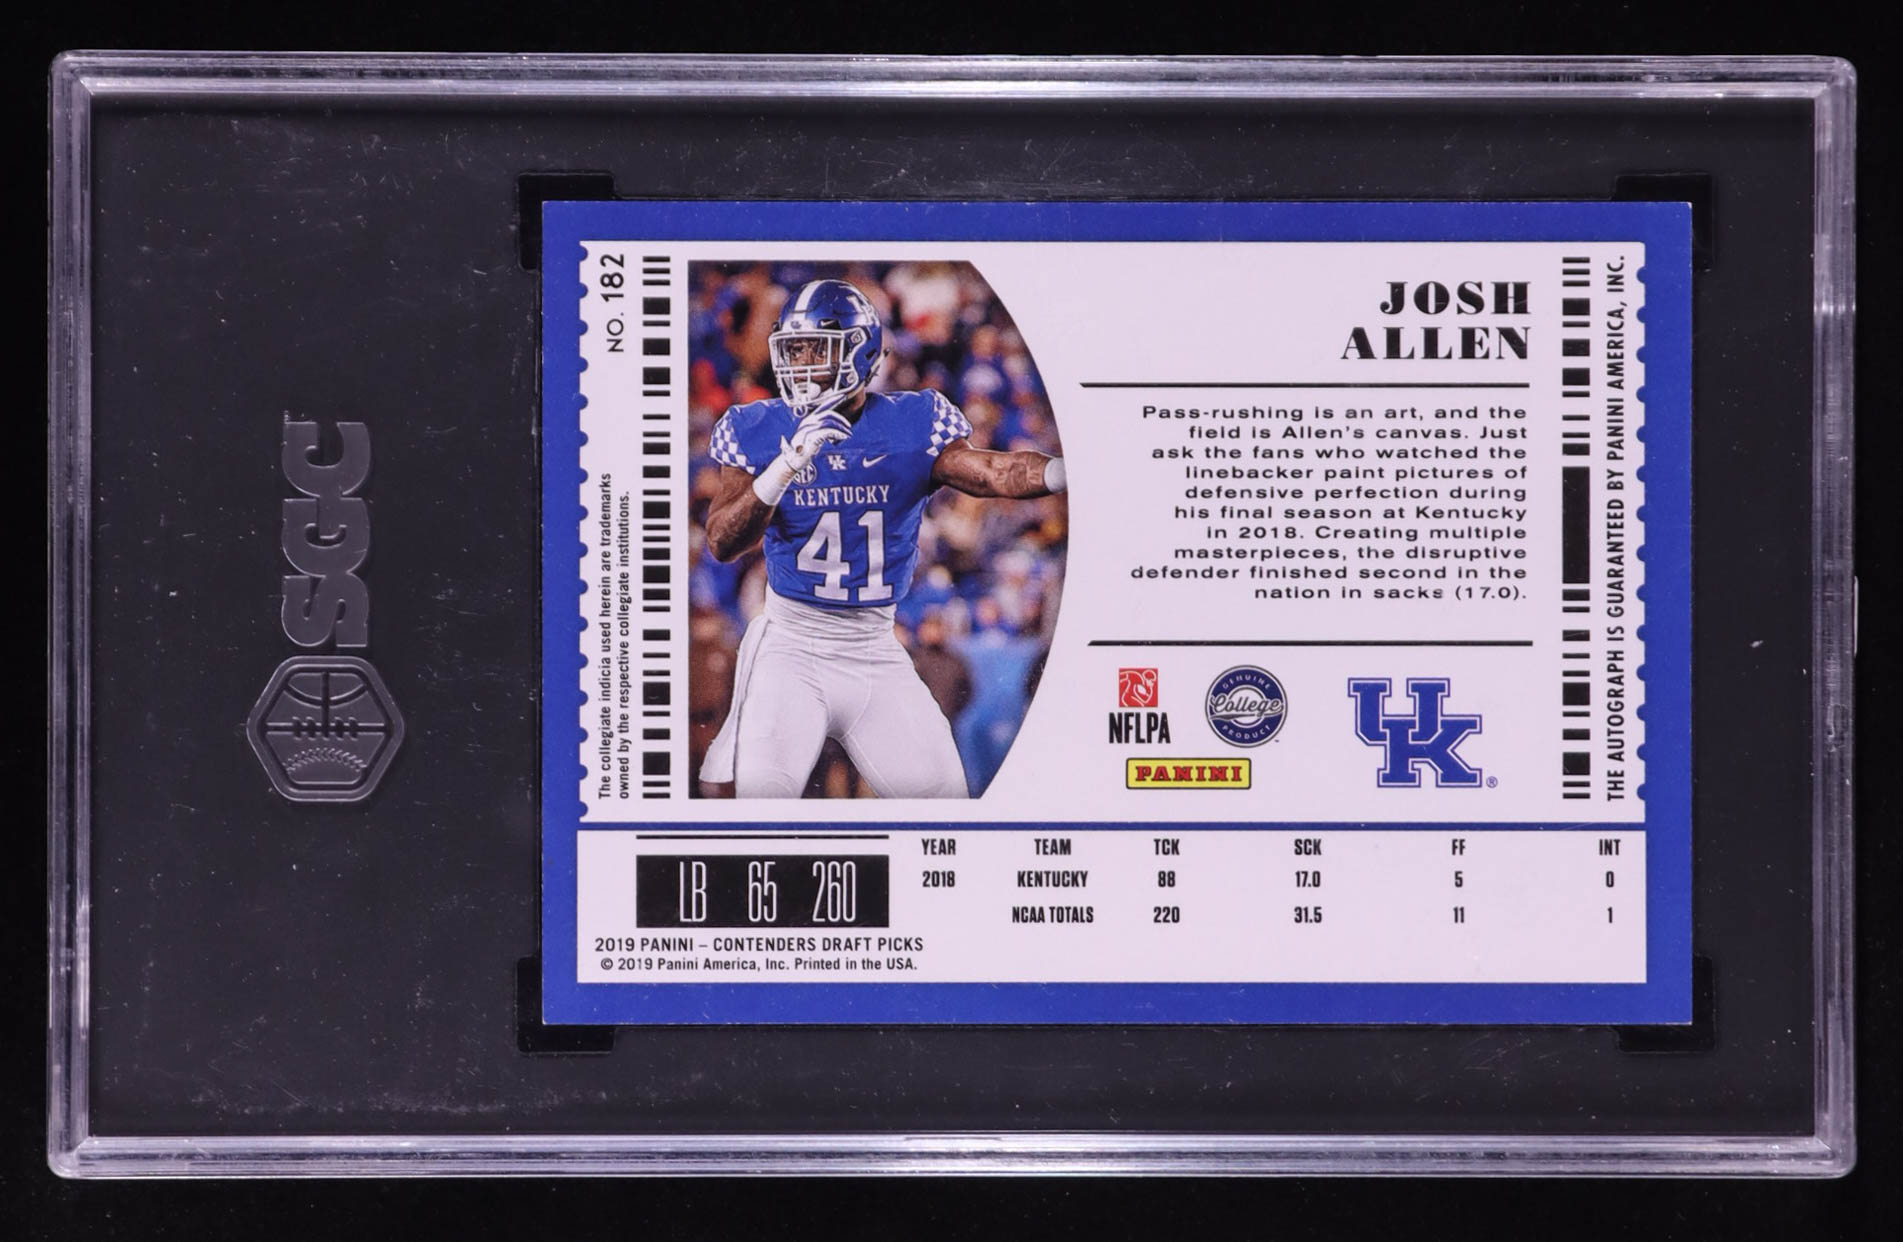 SGC
NO. 182
The collegiate indicia used herein are trademarks
owned by the respective collegiate institutions.
KENTUCKY
41
JOSH
ALLEN
Pass-rushing is an art, and the
field is Allen's canvas. Just
ask the fans who watched the
linebacker paint pictures of
defensive perfection during
his final season at Kentucky
in 2018. Creating multiple
masterpieces, the disruptive
defender finished second in the
nation in sacks (17.0).
NFLPA
GENUINE
College
PRODUCT
PANINI
UK®
THE AUTOGRAPH IS GUARANTEED BY PANINI AMERICA, INC.
LB 65 260
YEAR TEAM TCK SCK FF INT
2018 KENTUCKY 88 17.0 5 0
NCAA TOTALS 220 31.5 11 1
2019 PANINI – CONTENDERS DRAFT PICKS
© 2019 Panini America, Inc. Printed in the USA.